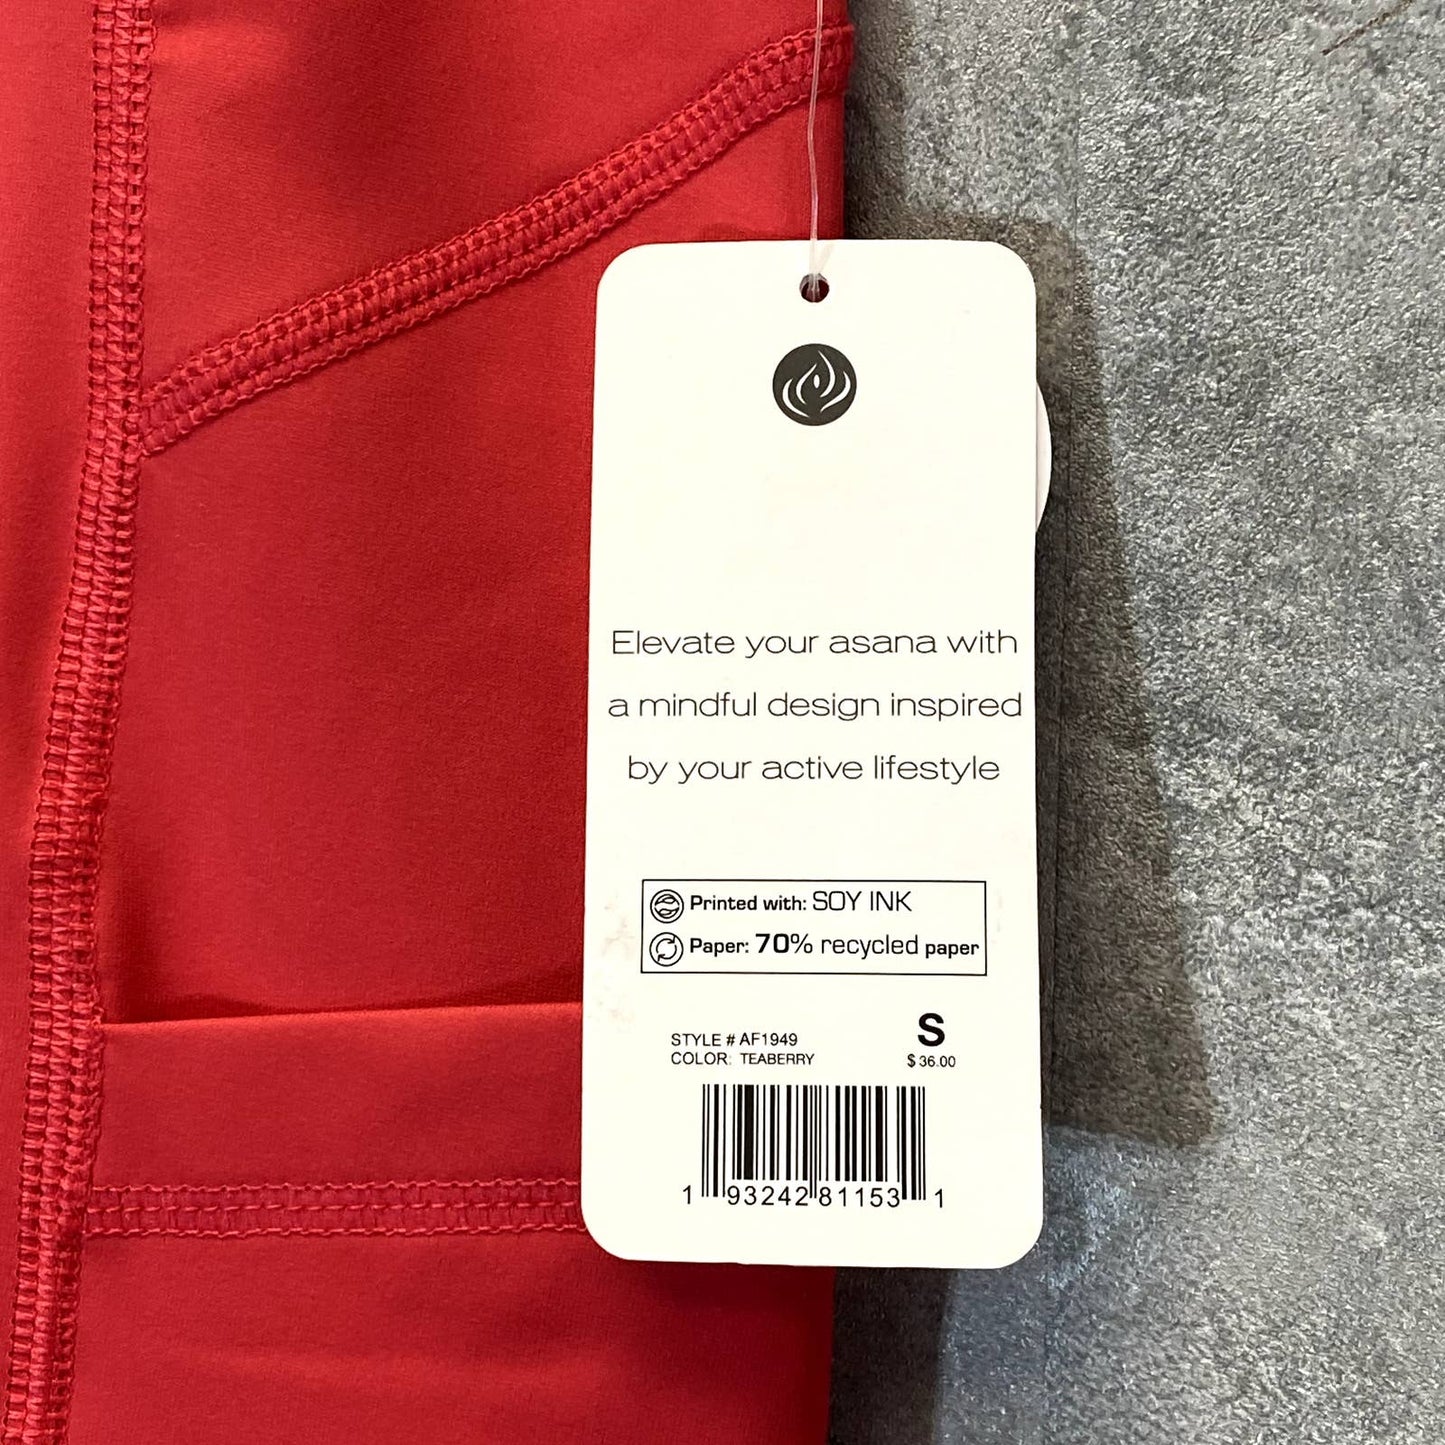 Elevate your asana with
a mindful design inspired
by your active lifestyle
Printed with: SOY INK
Paper: 70% recycled paper
STYLE # AF1949
COLOR: TEABERRY
S
$ 36.00
1 93242 81153 1